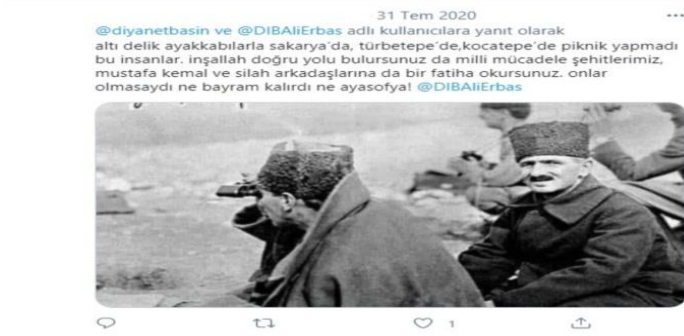 31 Tem 2020
@diyanetbasin ve @DIBAliErbas adlı kullanıcılara yanıt olarak
altı delik ayakkabılarla sakarya'da, türbetepe'de,kocatepe'de piknik yapmadı
bu insanlar. inşallah doğru yolu bulursunuz da milli mücadele şehitlerimiz,
mustafa kemal ve silah arkadaşlarına da bir fatiha okursunuz. onlar
olmasaydı ne bayram kalırdı ne ayasofya! @DIBAliErbas
1